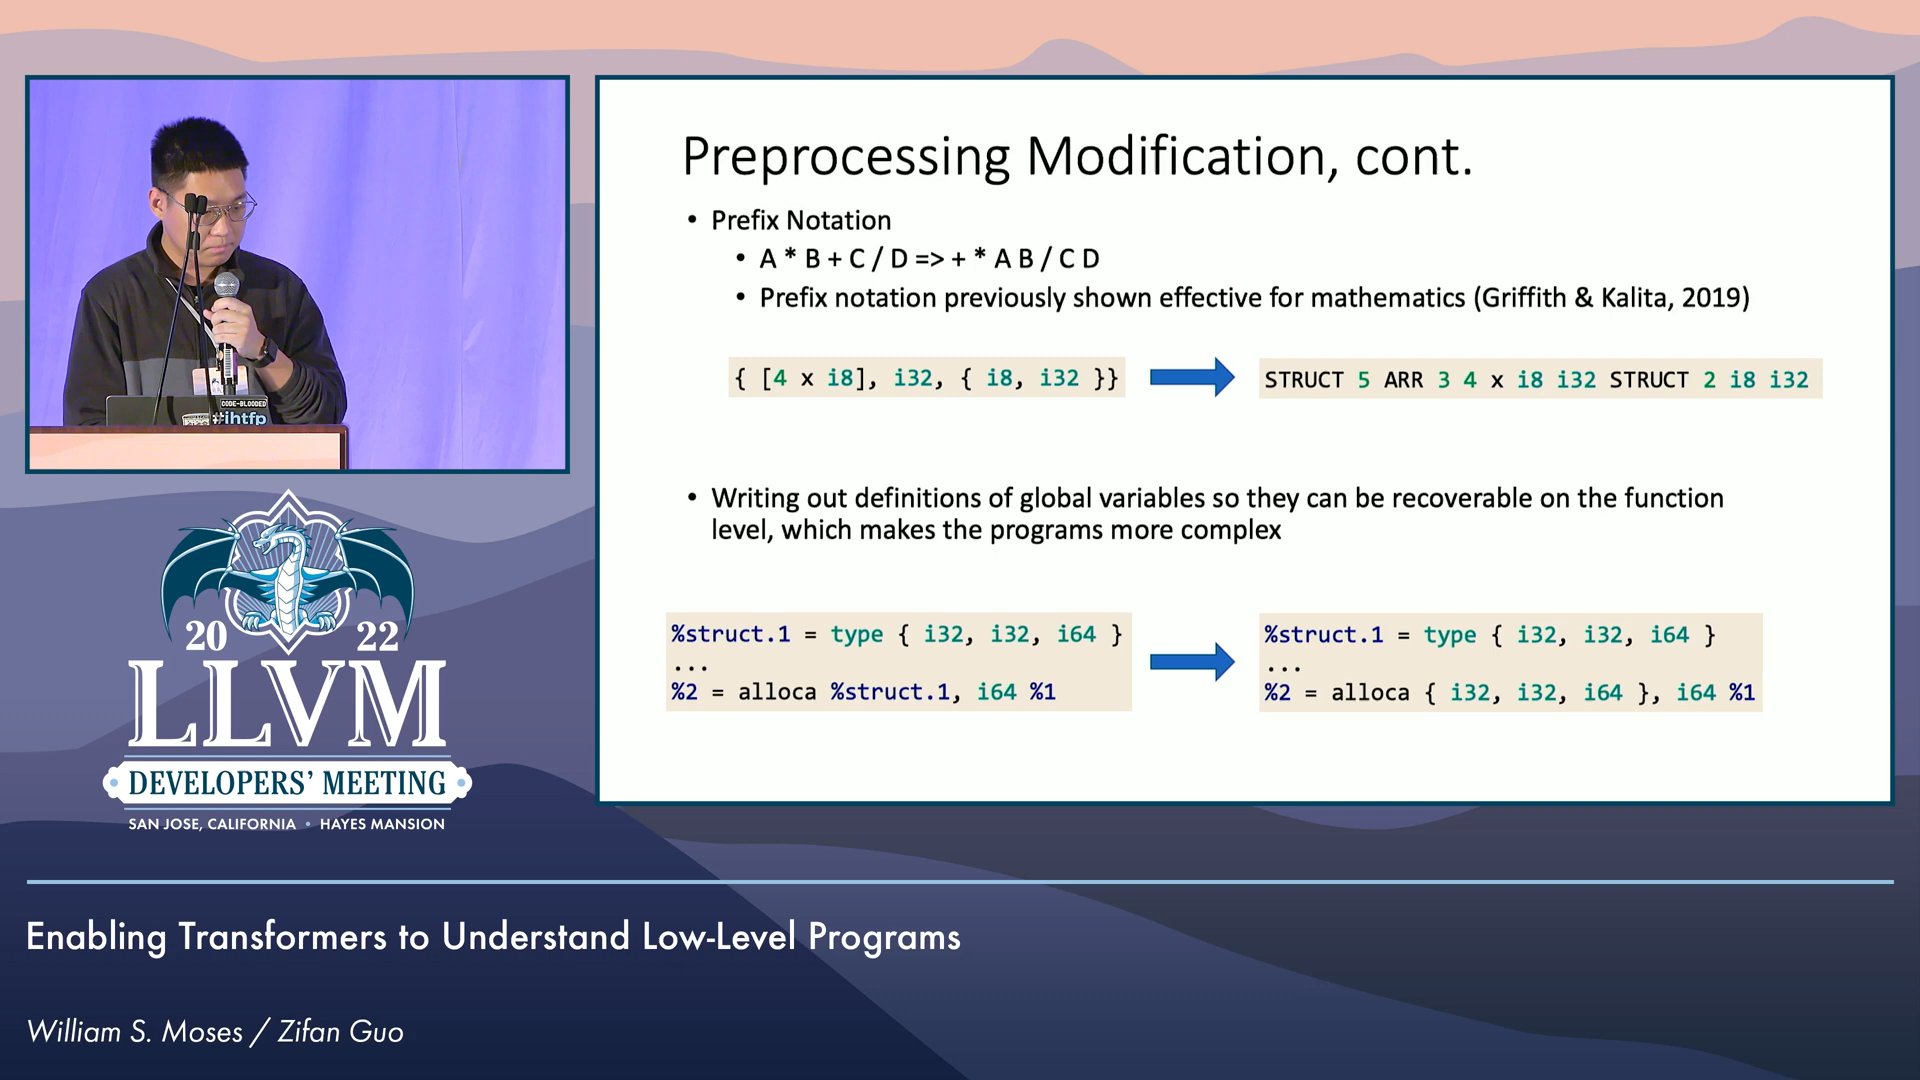 Preprocessing Modification, cont.
• Prefix Notation
• A * B + C / D => + * A B / C D
• Prefix notation previously shown effective for mathematics (Griffith & Kalita, 2019)
{ [4 x i8], i32, { i8, i32 }}
STRUCT 5 ARR 3 4 x i8 i32 STRUCT 2 i8 i32
• Writing out definitions of global variables so they can be recoverable on the function
level, which makes the programs more complex
%struct.1 = type { i32, i32, i64 }
...
%2 = alloca %struct.1, i64 %1
%struct.1 = type { i32, i32, i64 }
...
%2 = alloca { i32, i32, i64 }, i64 %1
CODE-BLOODED
#ihtfp
20 22
LLVM
DEVELOPERS' MEETING
SAN JOSE, CALIFORNIA • HAYES MANSION
Enabling Transformers to Understand Low-Level Programs
William S. Moses / Zifan Guo